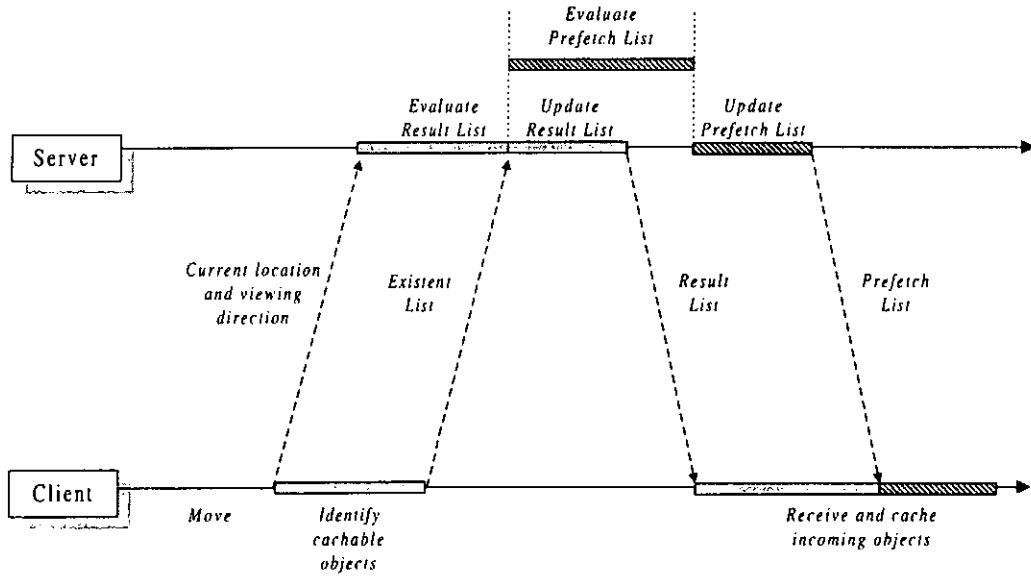 Evaluate
Prefetch List
Evaluate
Result List
Update
Result List
Update
Prefetch List
Server
Current location
and viewing
direction
Existent
List
Result
List
Prefetch
List
Client
Move
Identify
cachable
objects
Receive and cache
incoming objects